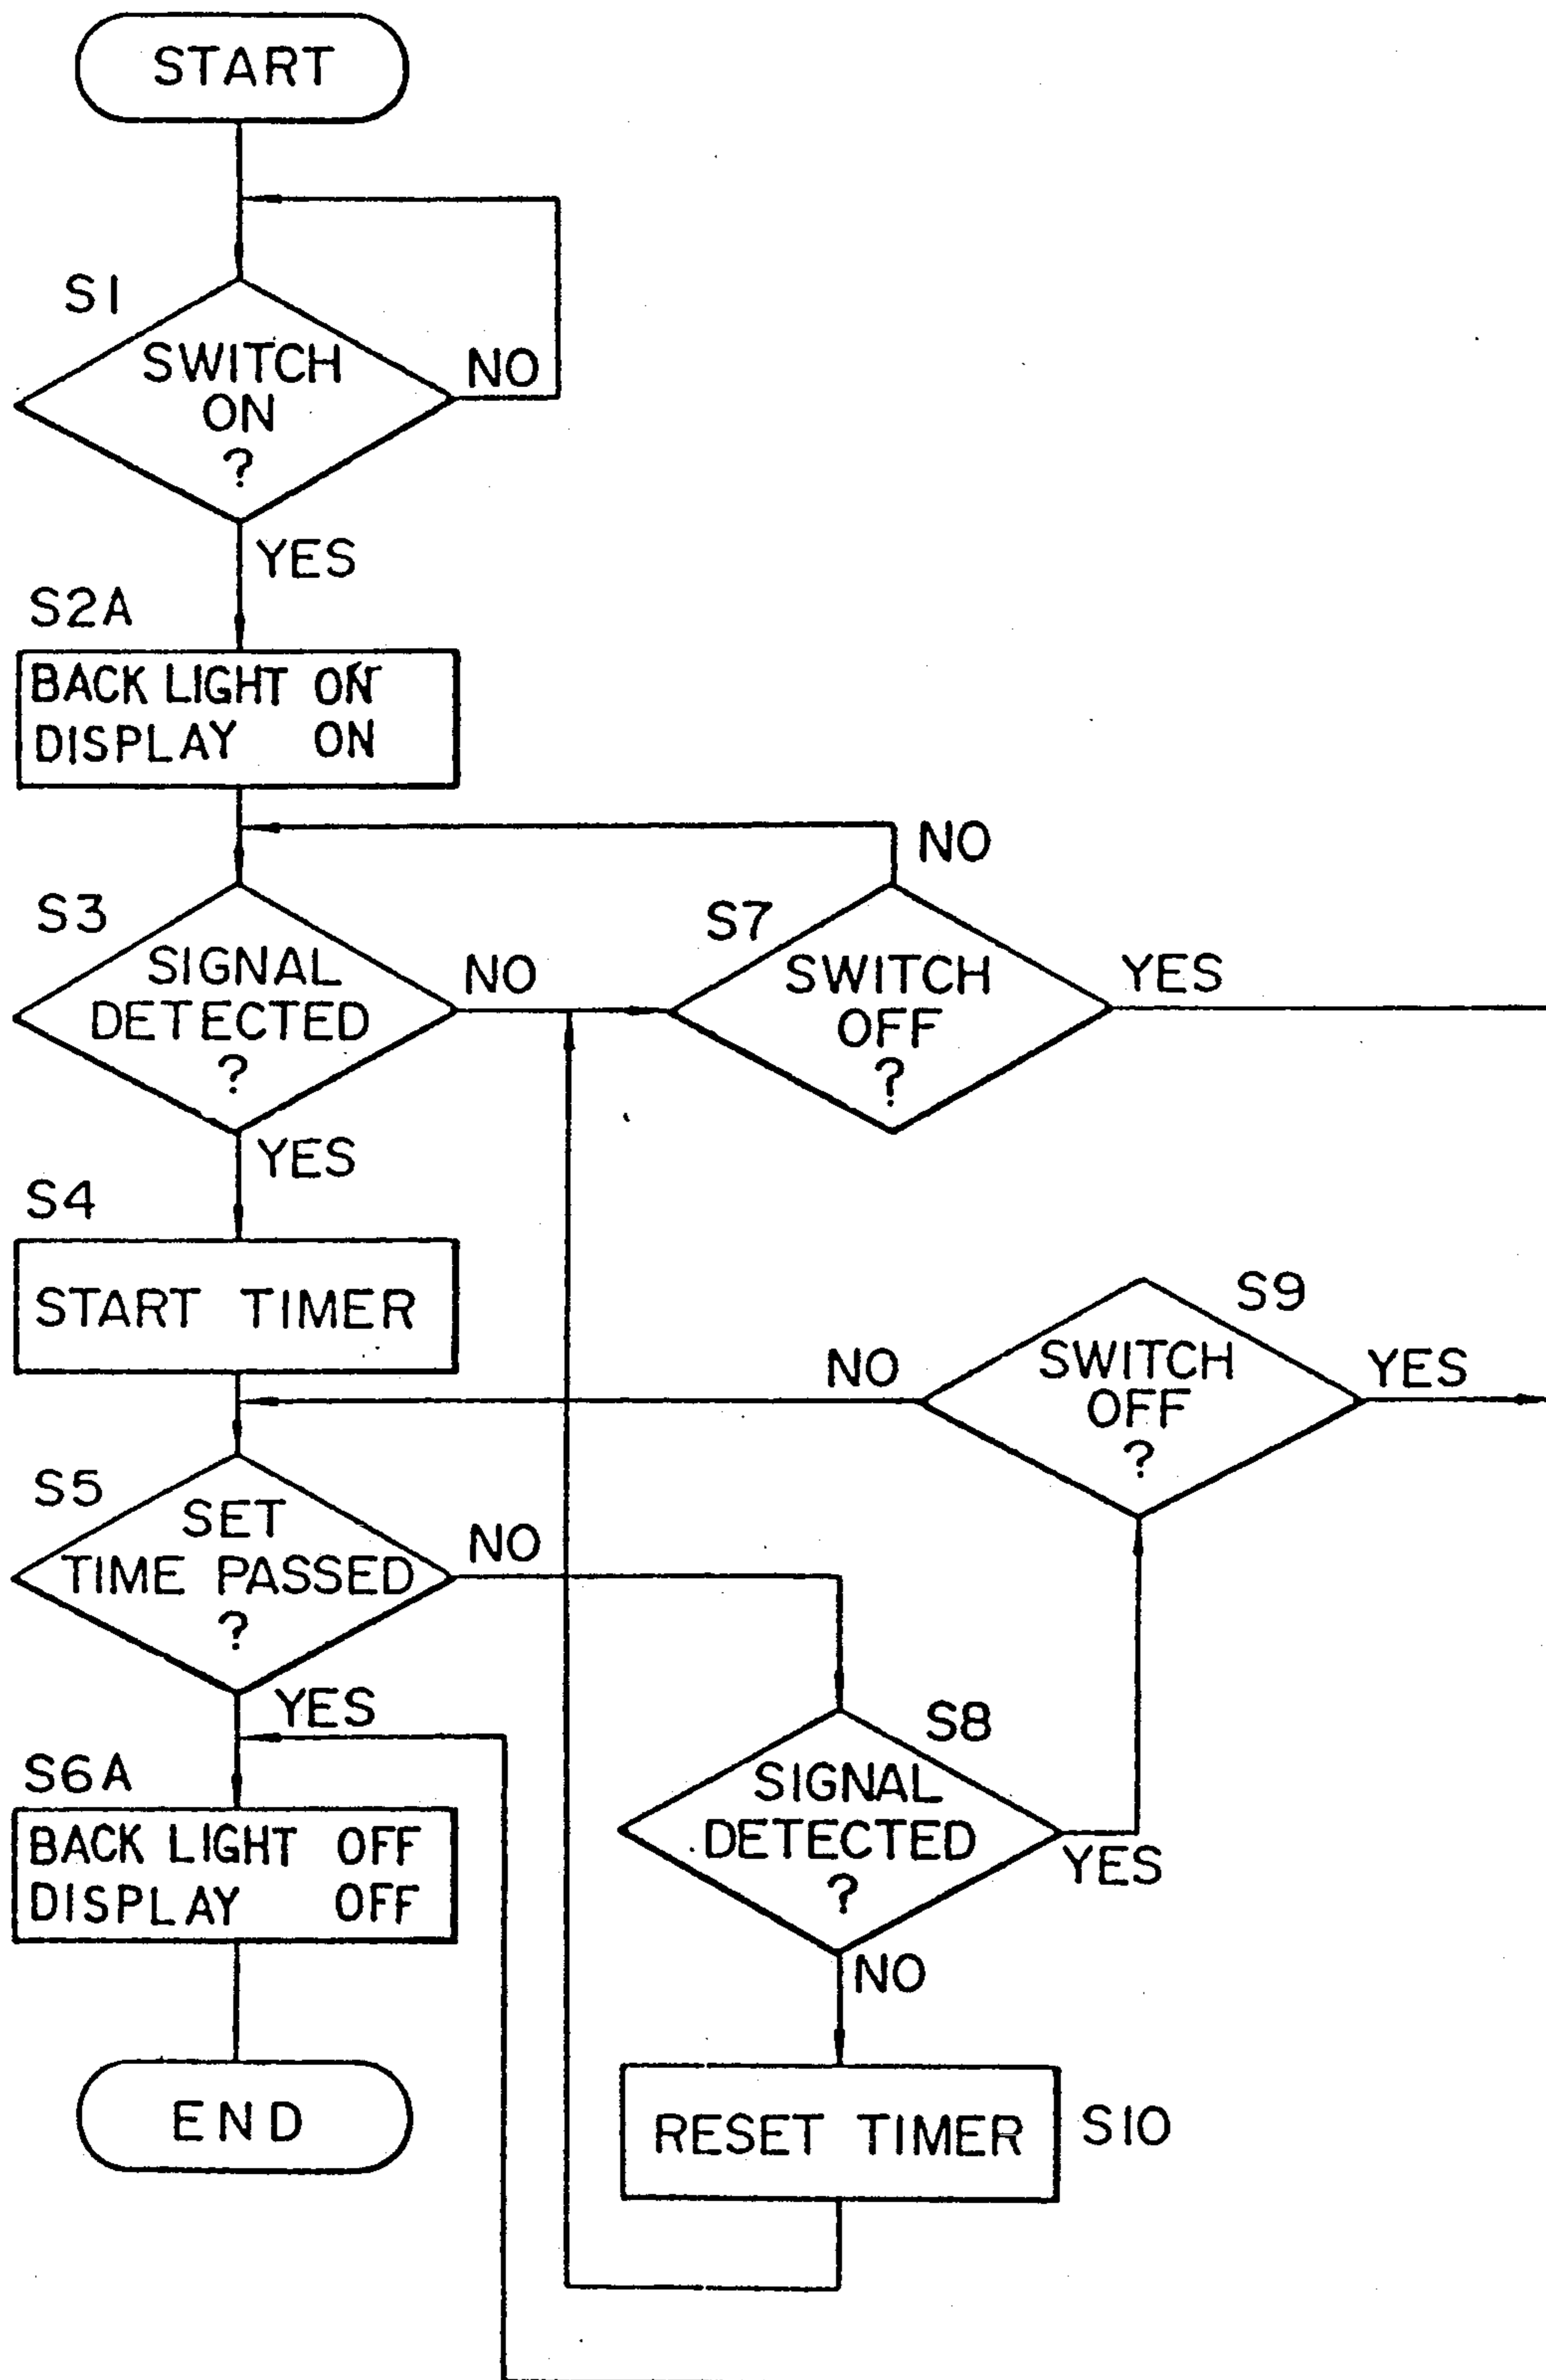 START
S1
SWITCH
ON
?
NO
YES
S2A
BACK LIGHT ON
DISPLAY ON
S3
SIGNAL
DETECTED
?
NO
YES
S7
SWITCH
OFF
?
NO
YES
S4
START TIMER
S5
SET
TIME PASSED
?
NO
YES
S9
SWITCH
OFF
?
NO
YES
S8
SIGNAL
DETECTED
?
YES
NO
S6A
BACK LIGHT OFF
DISPLAY OFF
RESET TIMER
S10
END